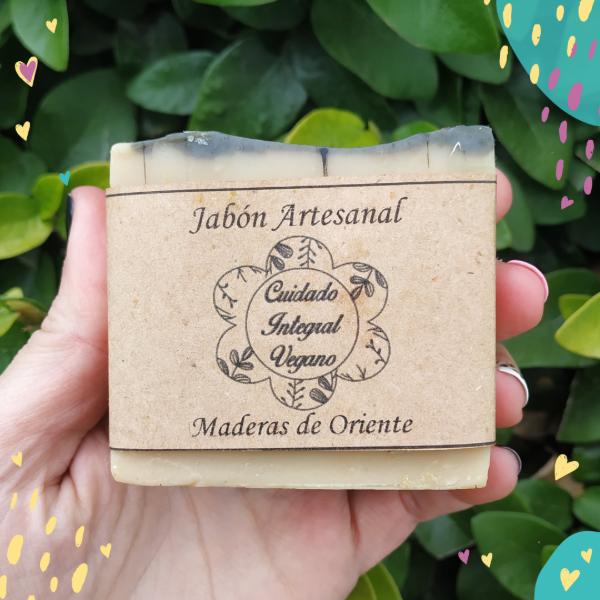 Jabón Artesanal
Cuidado
Integral
Vegano
Maderas de Oriente